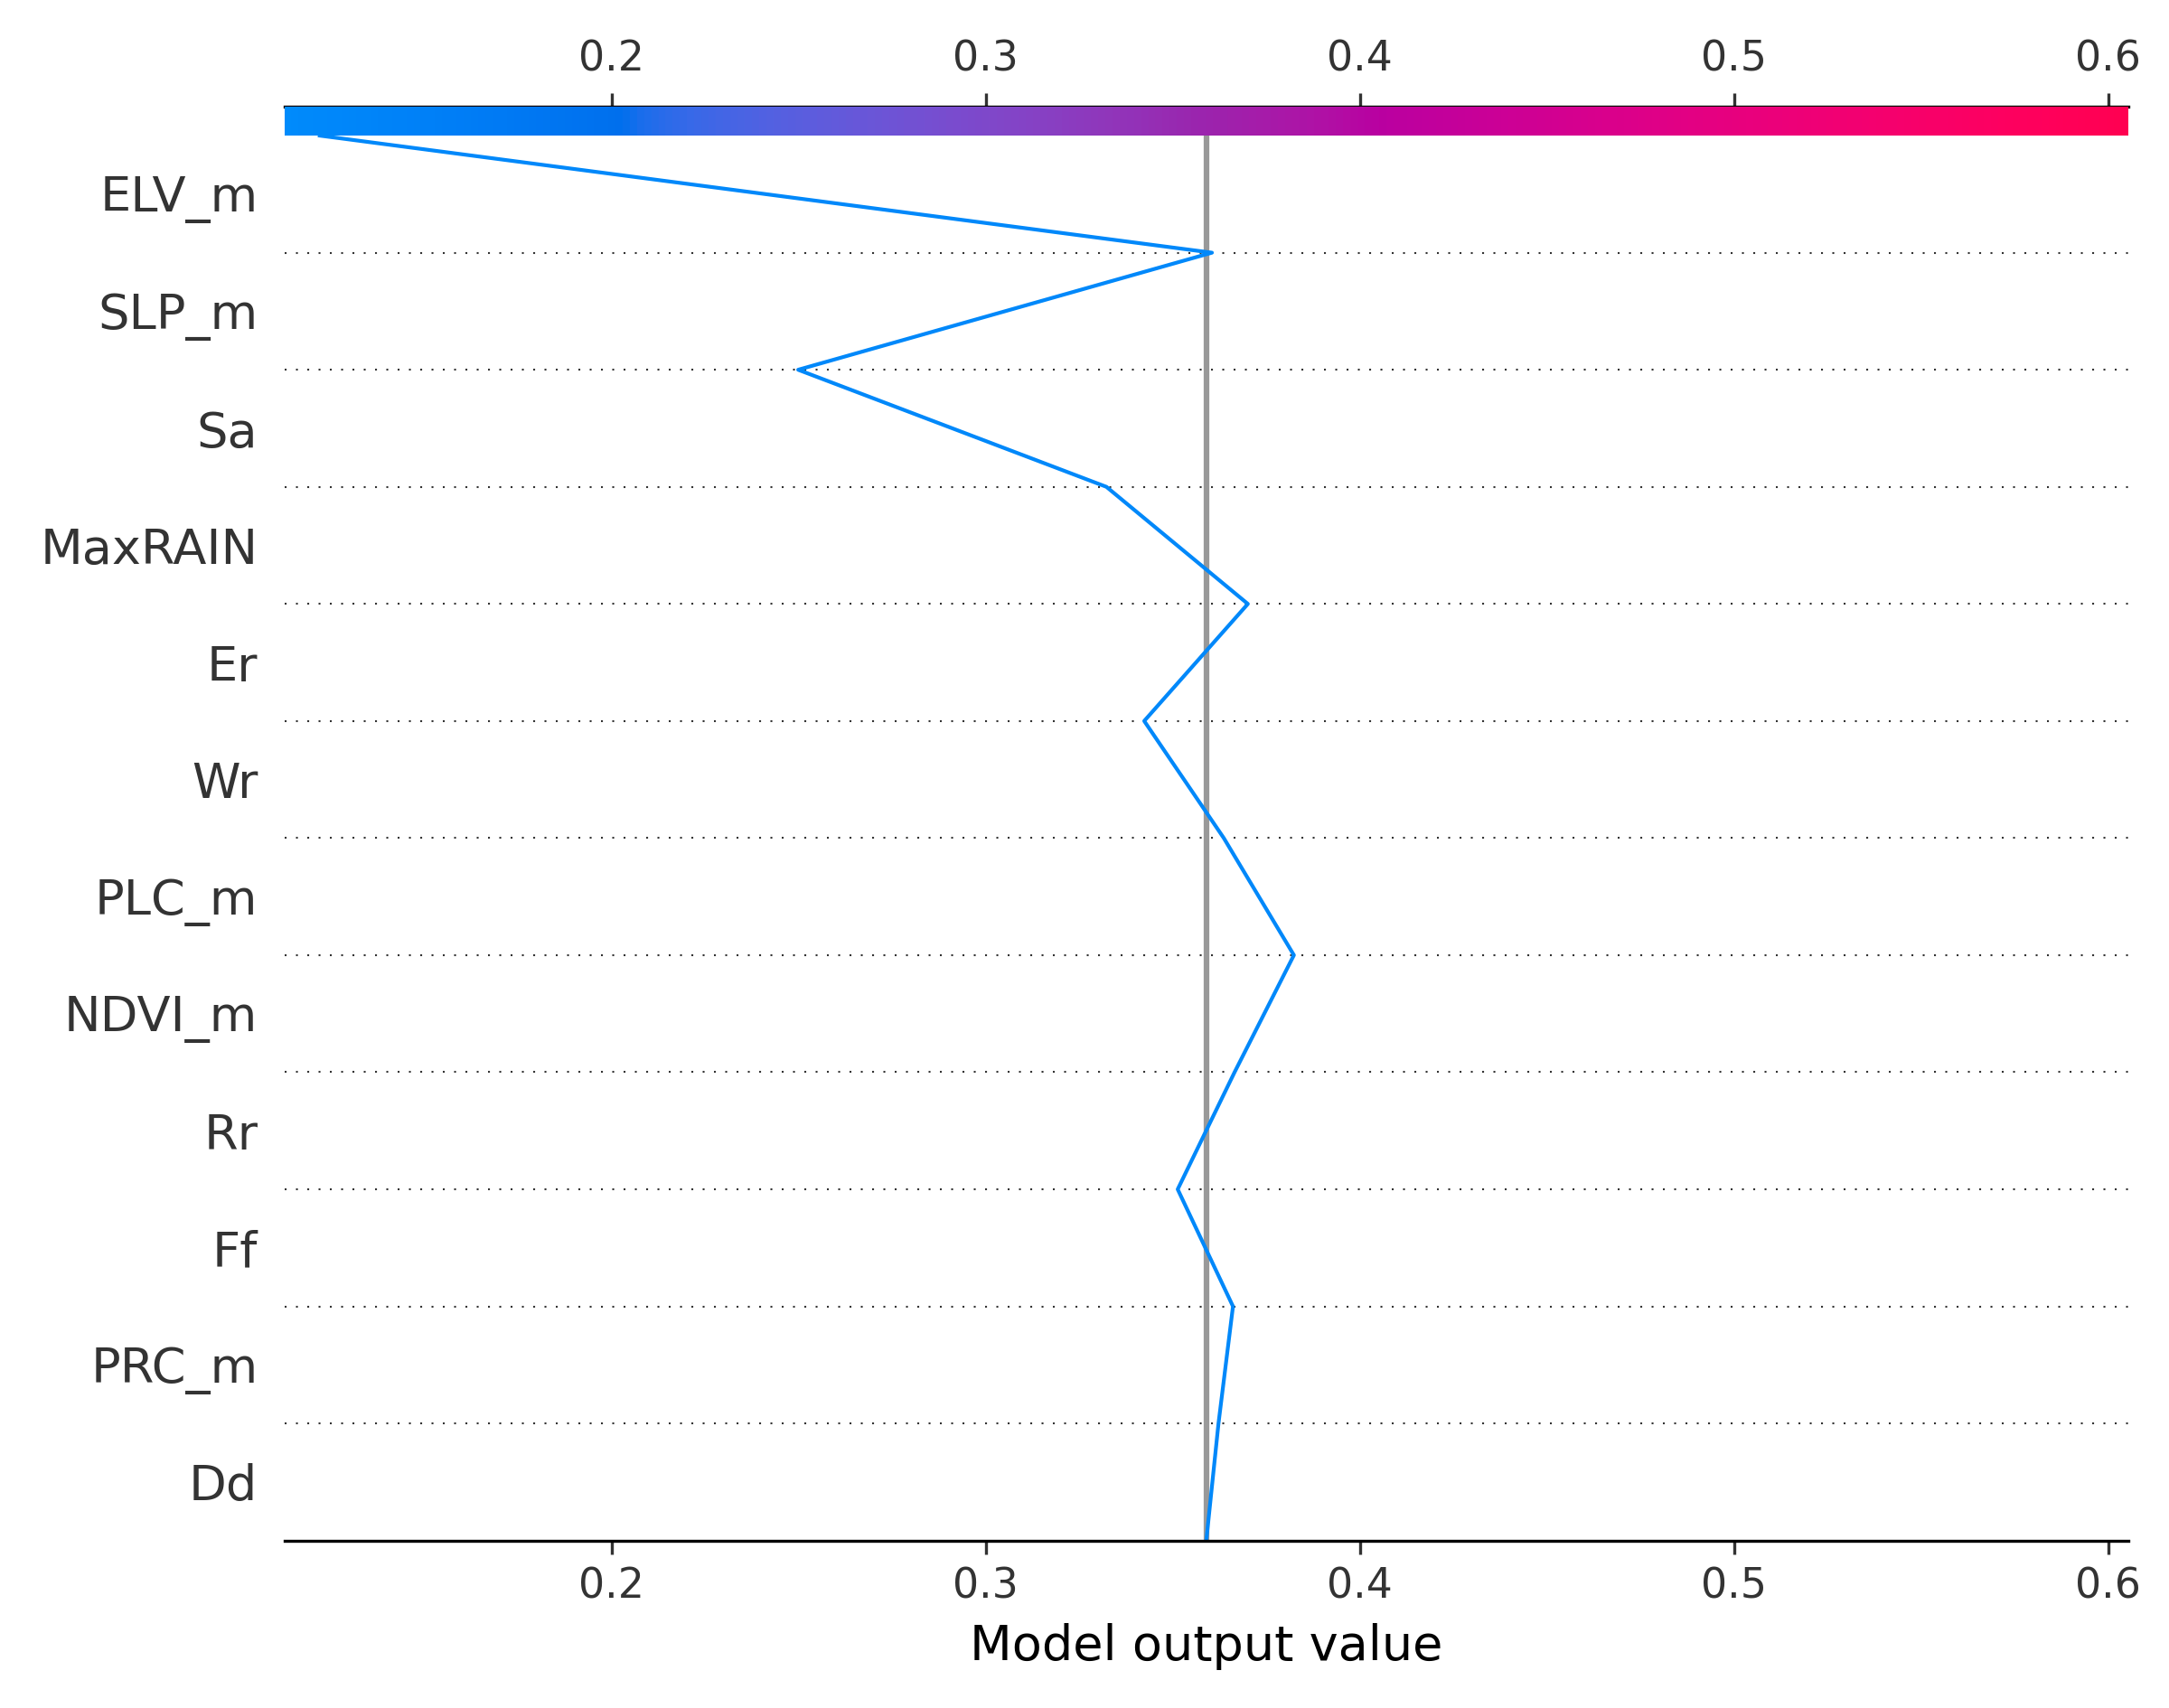 0.2 0.3 0.4 0.5 0.6
ELV_m
SLP_m
Sa
MaxRAIN
Er
Wr
PLC_m
NDVI_m
Rr
Ff
PRC_m
Dd
0.2 0.3 0.4 0.5 0.6
Model output value